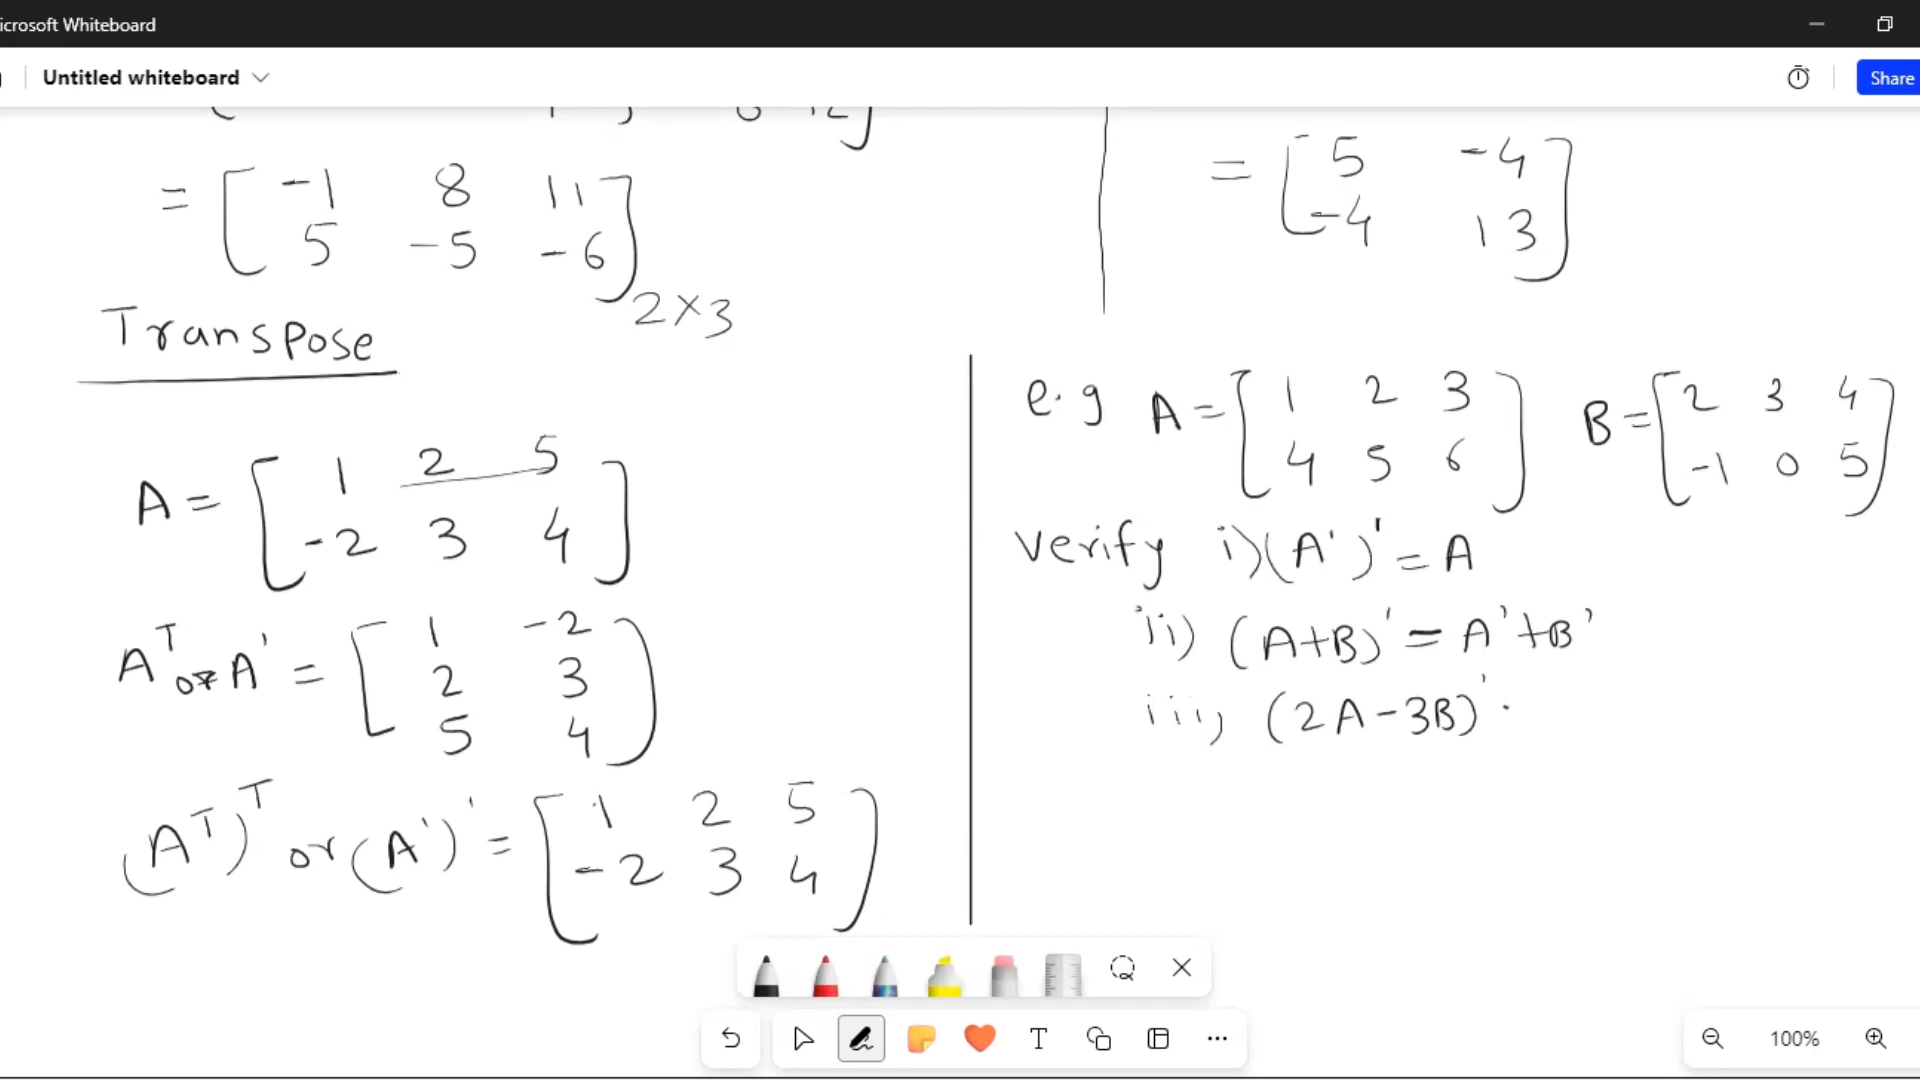 icrosoft Whiteboard
Untitled whiteboard
Share
= [ -1 8 11
5 -5 -6 ] 2×3
= [ 5 -4
-4 13 ]
Transpose
A = [ 1 2 5
-2 3 4 ]
Aᵀ or A' = [ 1 -2
2 3
5 4 ]
(Aᵀ)ᵀ or (A')' = [ 1 2 5
-2 3 4 ]
e.g A = [ 1 2 3
4 5 6 ] B = [ 2 3 4
-1 0 5 ]
verify i) (A')' = A
ii) (A+B)' = A'+B'
iii) (2A-3B)'
T
100%